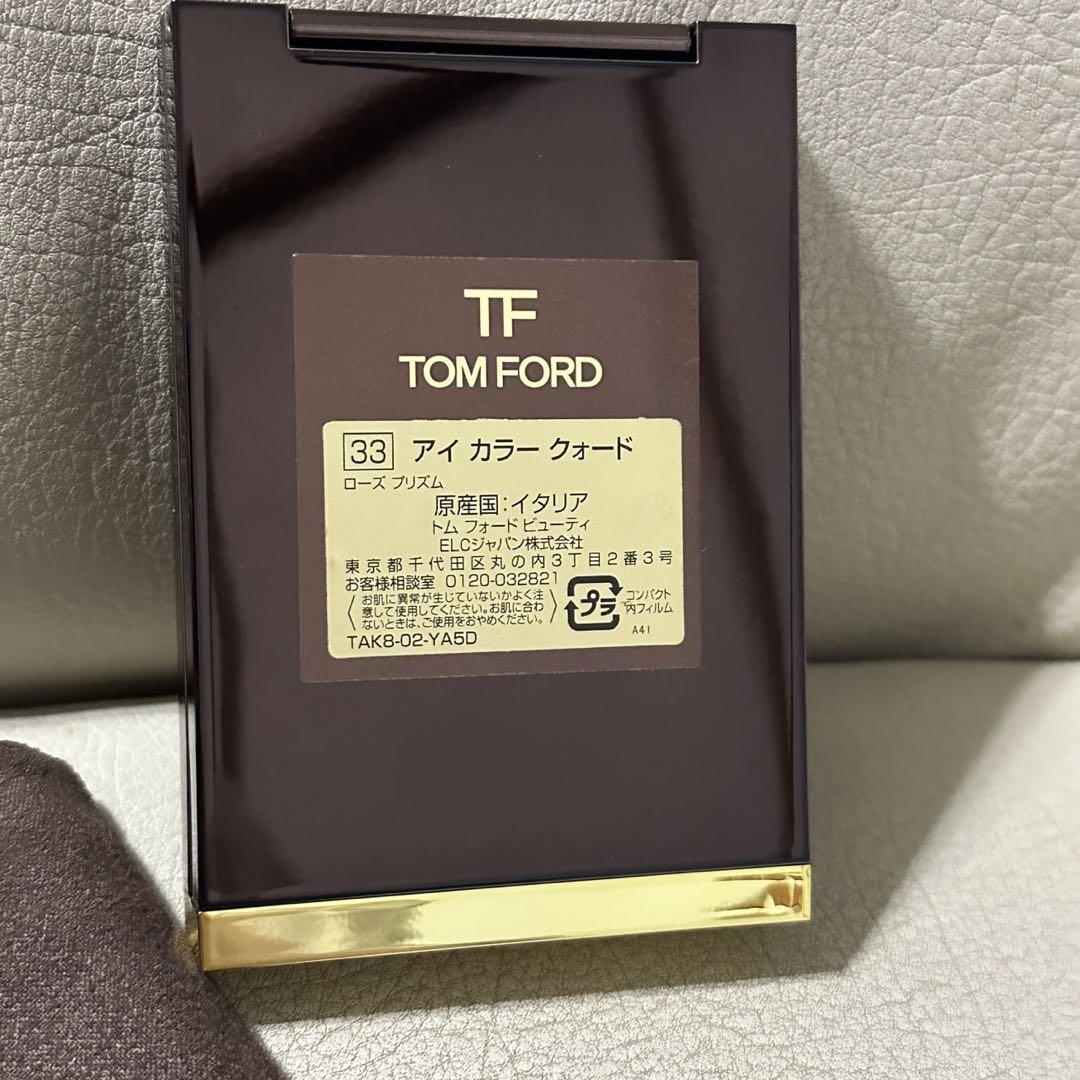 TF
TOM FORD
33 アイ カラー クォード
ローズ プリズム
原産国:イタリア
トム フォード ビューティ
ELCジャパン株式会社
東京都千代田区丸の内3丁目2番3号
お客様相談室 0120-032821
お肌に異常が生じていないかよく注
意して使用してください。お肌に合わ
ないときは、ご使用をおやめください。
プラ
コンパクト
内フィルム
TAK8-02-YA5D
A41